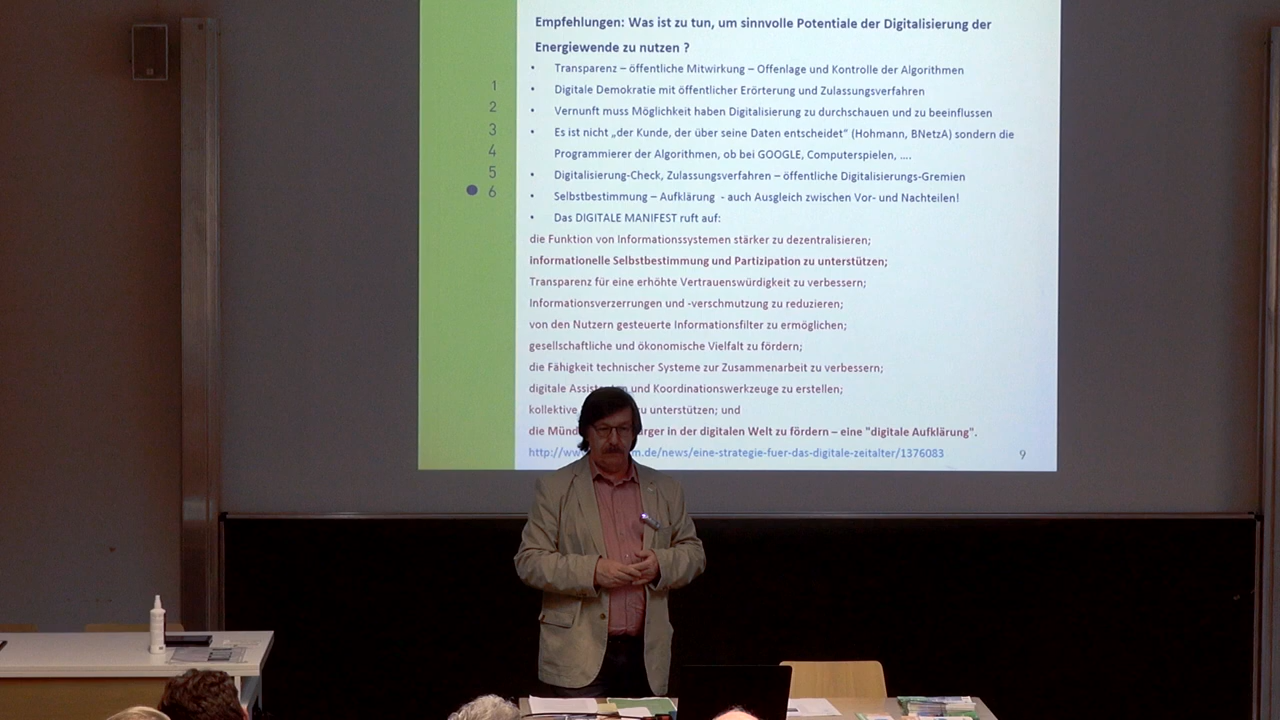 Empfehlungen: Was ist zu tun, um sinnvolle Potentiale der Digitalisierung der
Energiewende zu nutzen ?
• Transparenz – öffentliche Mitwirkung – Offenlage und Kontrolle der Algorithmen
1
• Digitale Demokratie mit öffentlicher Erörterung und Zulassungsverfahren
2
• Vernunft muss Möglichkeit haben Digitalisierung zu durchschauen und zu beeinflussen
3
• Es ist nicht „der Kunde, der über seine Daten entscheidet" (Hohmann, BNetzA) sondern die
4
Programmierer der Algorithmen, ob bei GOOGLE, Computerspielen, ....
5
• Digitalisierung-Check, Zulassungsverfahren – öffentliche Digitalisierungs-Gremien
6
• Selbstbestimmung – Aufklärung - auch Ausgleich zwischen Vor- und Nachteilen!
• Das DIGITALE MANIFEST ruft auf:
die Funktion von Informationssystemen stärker zu dezentralisieren;
informationelle Selbstbestimmung und Partizipation zu unterstützen;
Transparenz für eine erhöhte Vertrauenswürdigkeit zu verbessern;
Informationsverzerrungen und -verschmutzung zu reduzieren;
von den Nutzern gesteuerte Informationsfilter zu ermöglichen;
gesellschaftliche und ökonomische Vielfalt zu fördern;
die Fähigkeit technischer Systeme zur Zusammenarbeit zu verbessern;
digitale und Koordinationswerkzeuge zu erstellen;
kollektive zu unterstützen; und
die in der digitalen Welt zu fördern – eine "digitale Aufklärung".
m.de/news/eine-strategie-fuer-das-digitale-zeitalter/1376083
9